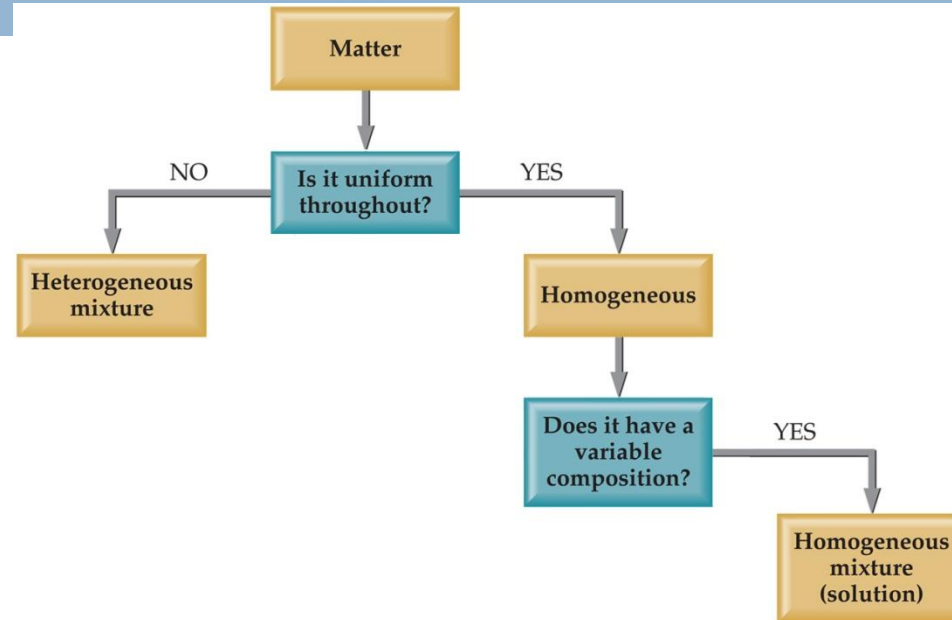 Matter
NO
Is it uniform
throughout?
YES
Heterogeneous
mixture
Homogeneous
Does it have a
variable
composition?
YES
Homogeneous
mixture
(solution)